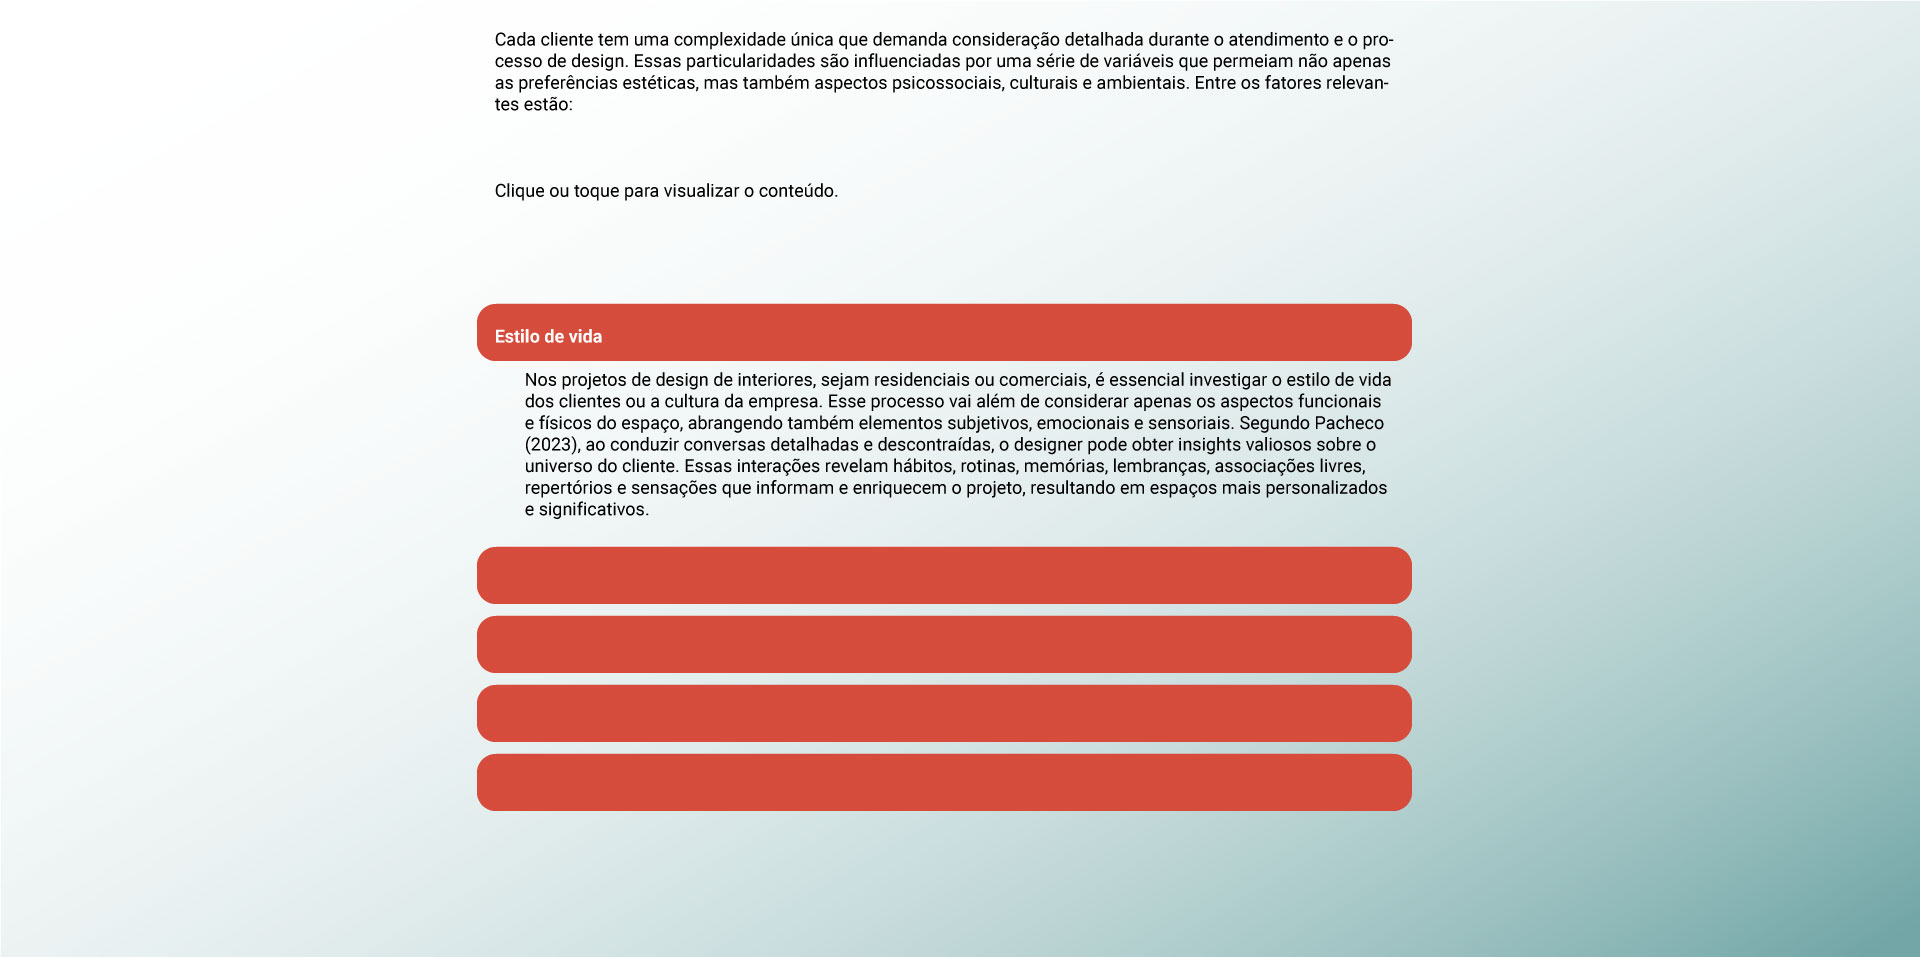 Cada cliente tem uma complexidade única que demanda consideração detalhada durante o atendimento e o pro-
cesso de design. Essas particularidades são influenciadas por uma série de variáveis que permeiam não apenas
as preferências estéticas, mas também aspectos psicossociais, culturais e ambientais. Entre os fatores relevan-
tes estão:
Clique ou toque para visualizar o conteúdo.
Estilo de vida
Nos projetos de design de interiores, sejam residenciais ou comerciais, é essencial investigar o estilo de vida
dos clientes ou a cultura da empresa. Esse processo vai além de considerar apenas os aspectos funcionais
e físicos do espaço, abrangendo também elementos subjetivos, emocionais e sensoriais. Segundo Pacheco
(2023), ao conduzir conversas detalhadas e descontraídas, o designer pode obter insights valiosos sobre o
universo do cliente. Essas interações revelam hábitos, rotinas, memórias, lembranças, associações livres,
repertórios e sensações que informam e enriquecem o projeto, resultando em espaços mais personalizados
e significativos.